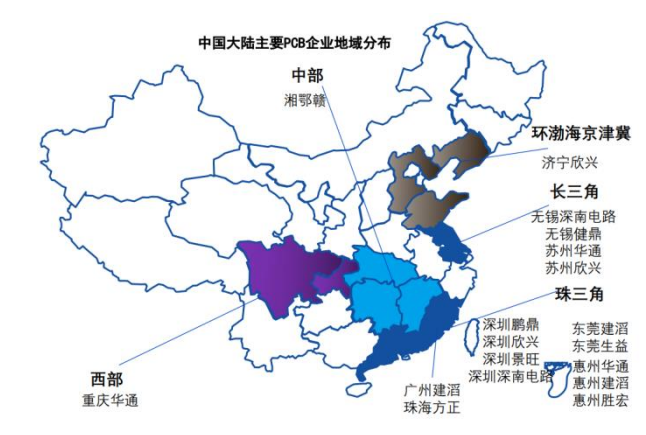 中国大陆主要PCB企业地域分布
中部
湘鄂赣
环渤海京津冀
济宁欣兴
长三角
无锡深南电路
无锡健鼎
苏州华通
苏州欣兴
珠三角
深圳鹏鼎
深圳欣兴
深圳景旺
深圳深南电路
东莞建滔
东莞生益
惠州华通
惠州建滔
惠州胜宏
广州建滔
珠海方正
西部
重庆华通